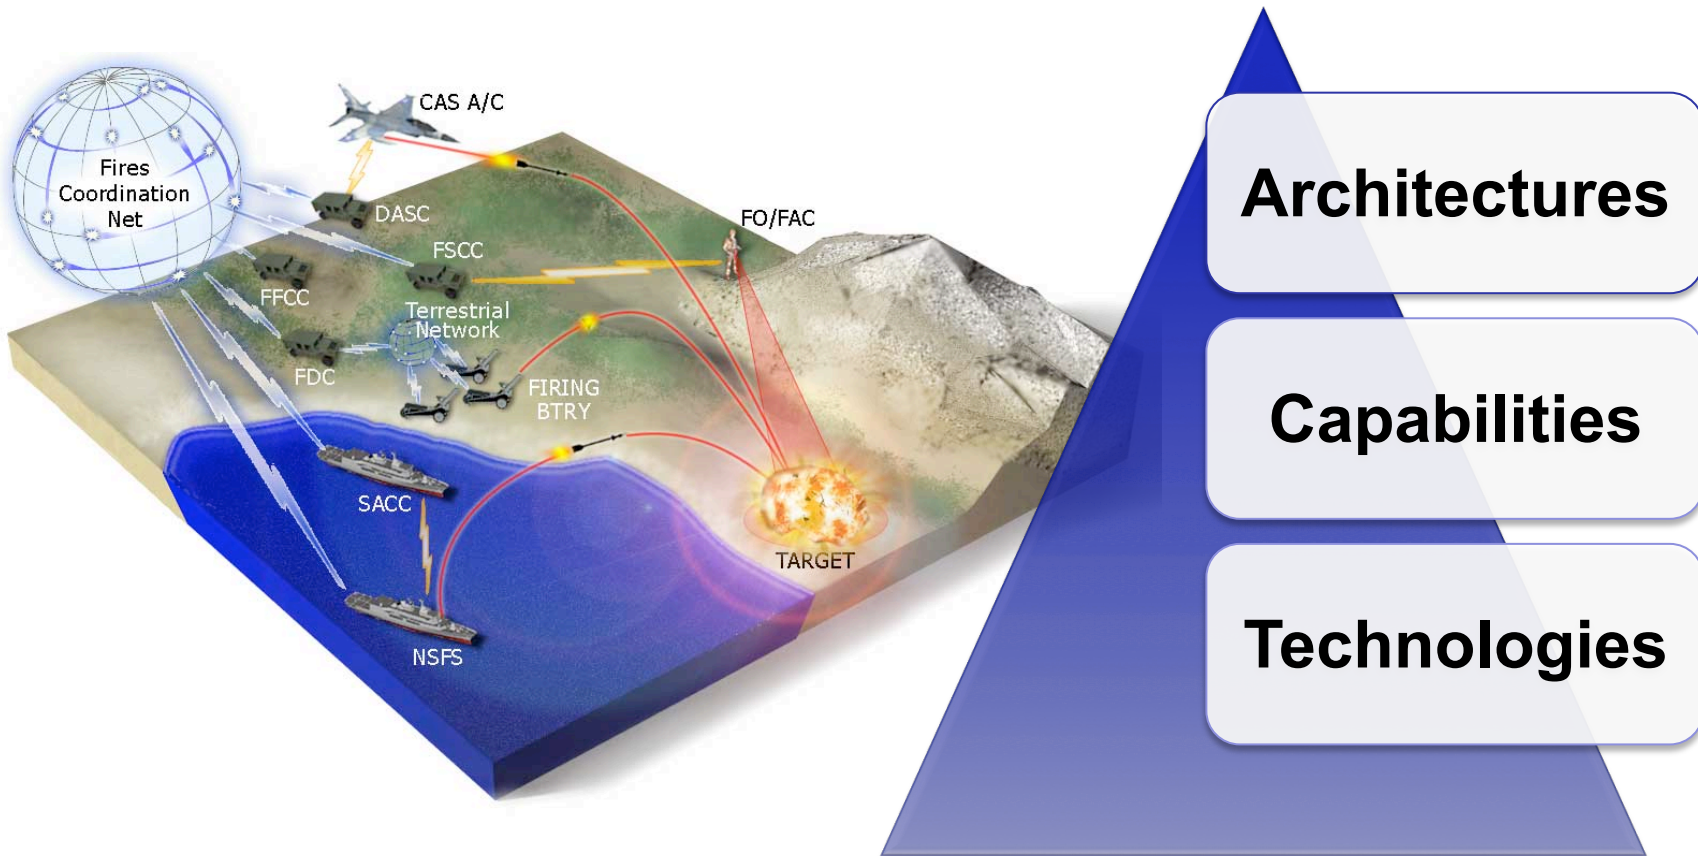 CAS A/C
Fires
Coordination
Net
DASC
FO/FAC
FSCC
FFCC
Terrestrial
Network
FDC
FIRING
BTRY
SACC
TARGET
NSFS
Architectures
Capabilities
Technologies